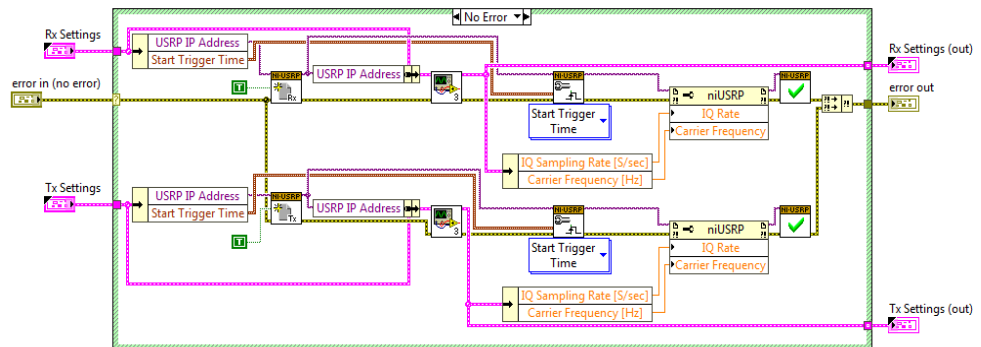 No Error
Rx Settings
USRP IP Address
Start Trigger Time
error in (no error)
T
NI-USRP
Rx
USRP IP Address
3
NI-USRP
Start Trigger
Time
NI-USRP
niUSRP
IQ Rate
Carrier Frequency
IQ Sampling Rate [S/sec]
Carrier Frequency [Hz]
Rx Settings (out)
error out
Tx Settings
USRP IP Address
Start Trigger Time
T
NI-USRP
Tx
USRP IP Address
3
NI-USRP
Start Trigger
Time
NI-USRP
niUSRP
IQ Rate
Carrier Frequency
IQ Sampling Rate [S/sec]
Carrier Frequency [Hz]
Tx Settings (out)